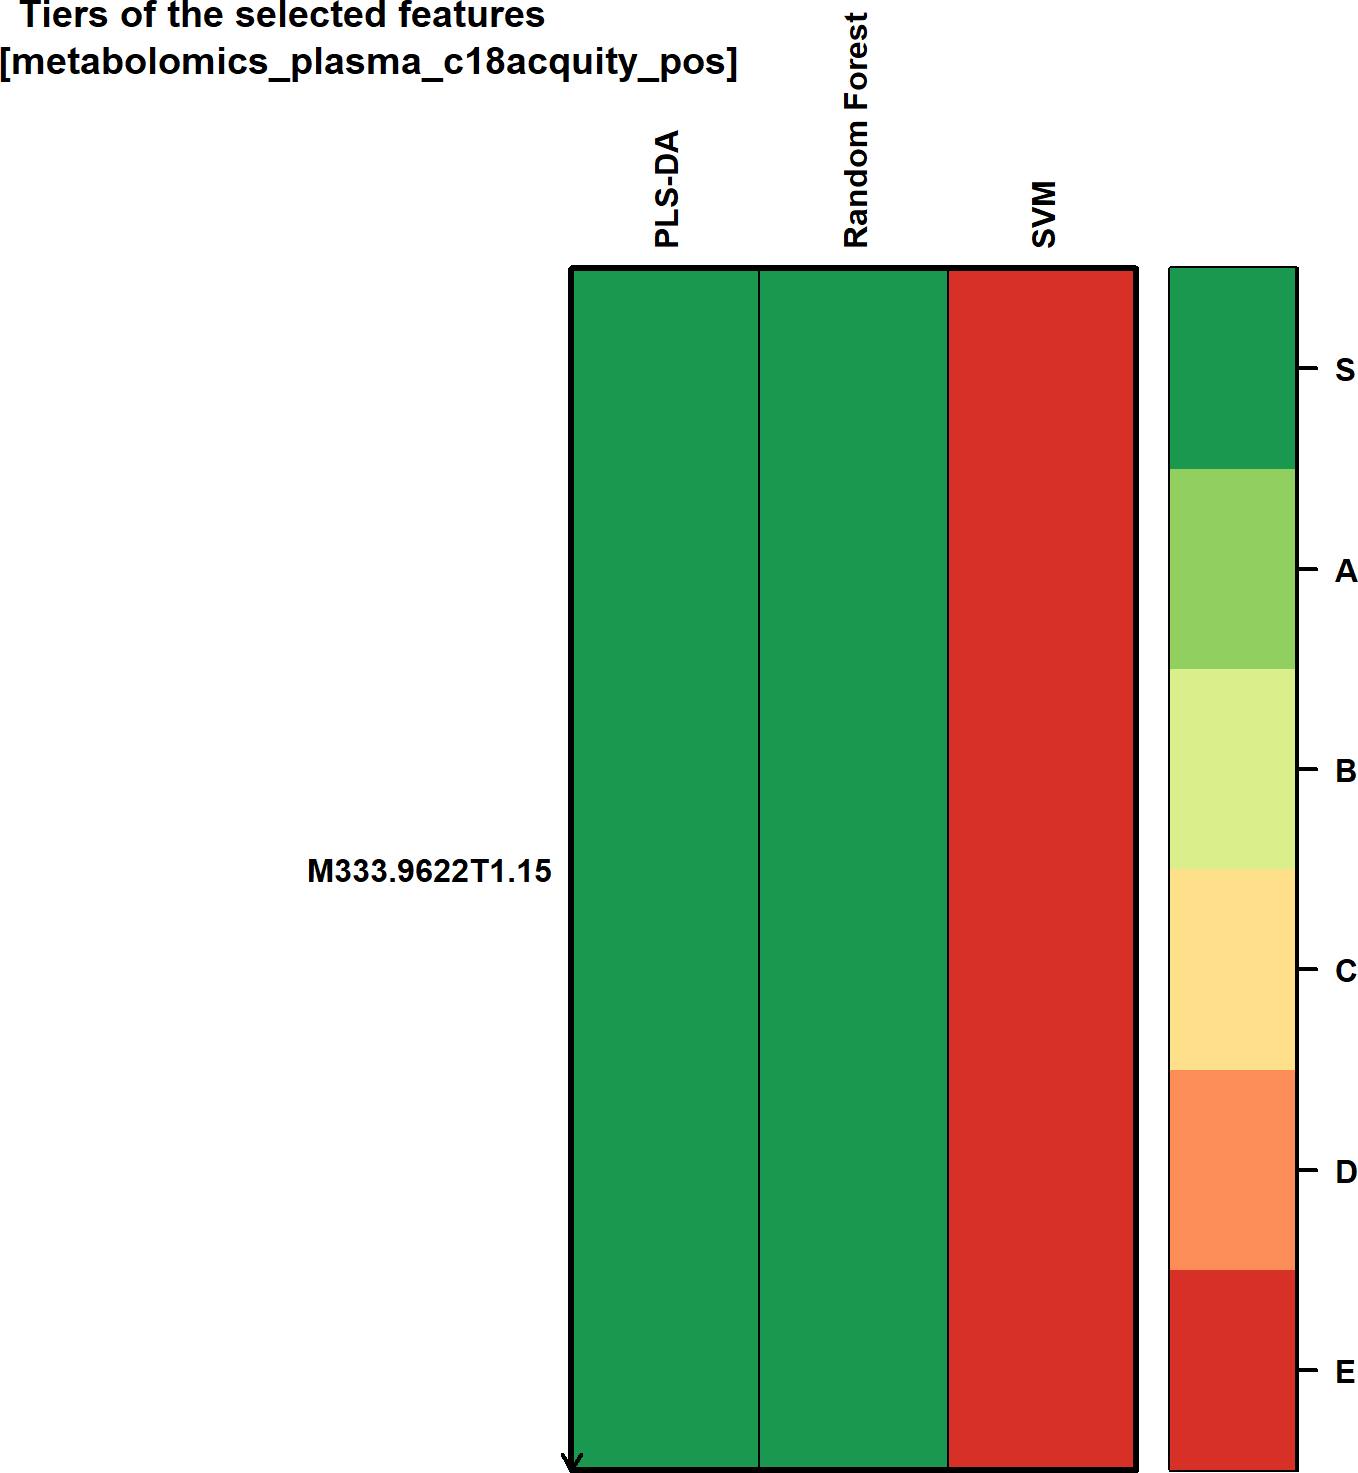 Tiers of the selected features
[metabolomics_plasma_c18acquity_pos]
PLS-DA
Random Forest
SVM
M333.9622T1.15
S
A
B
C
D
E